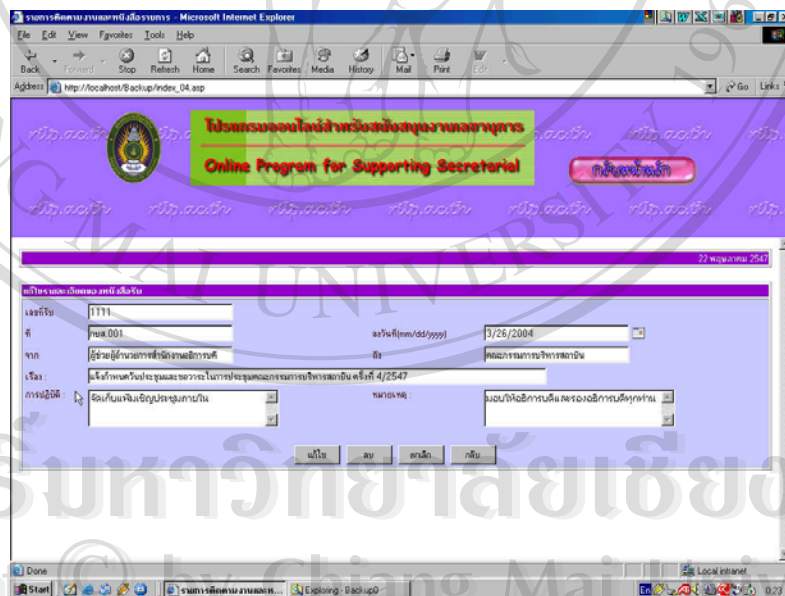 รายการติดตามงานและหนังสือรายการ - Microsoft Internet Explorer
File Edit View Favorites Tools Help
Back Forward Stop Refresh Home Search Favorites Media History Mail Print Edit
Address http://localhost/Backup/index_04.asp Go Links
โปรแกรมออนไลน์สำหรับสนับสนุนงานเลขานุการ
Online Program for Supporting Secretarial
กลับหน้าหลัก
22 พฤษภาคม 2547
แก้ไขรายละเอียดของหนังสือรับ
เลขที่รับ 1111
ที่ กบส.001 ลงวันที่(mm/dd/yyyy) 3/26/2004
จาก ผู้ช่วยผู้อำนวยการสำนักงานอธิการบดี ถึง คณะกรรมการบริหารสถาบัน
เรื่อง : แจ้งกำหนดวันประชุมและขอวาระในการประชุมคณะกรรมการบริหารสถาบัน ครั้งที่ 4/2547
การปฏิบัติ : จัดเก็บแฟ้มเชิญประชุมภายใน หมายเหตุ : มอบให้อธิการบดีและรองอธิการบดีทุกท่าน
แก้ไข ลบ ยกเลิก กลับ
MAI UNIVERSITY
Done Local intranet
by Chiang Mai
Start รายการติดตามงานและห... Exploring - Backup0 En 0:23